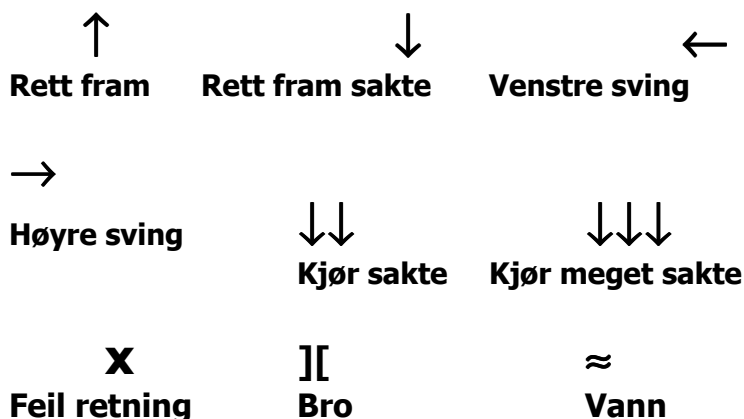 ↑ ↓ ←
Rett fram Rett fram sakte Venstre sving
→
↓↓ ↓↓↓
Høyre sving
Kjør sakte Kjør meget sakte
x ][ ≈
Feil retning Bro Vann